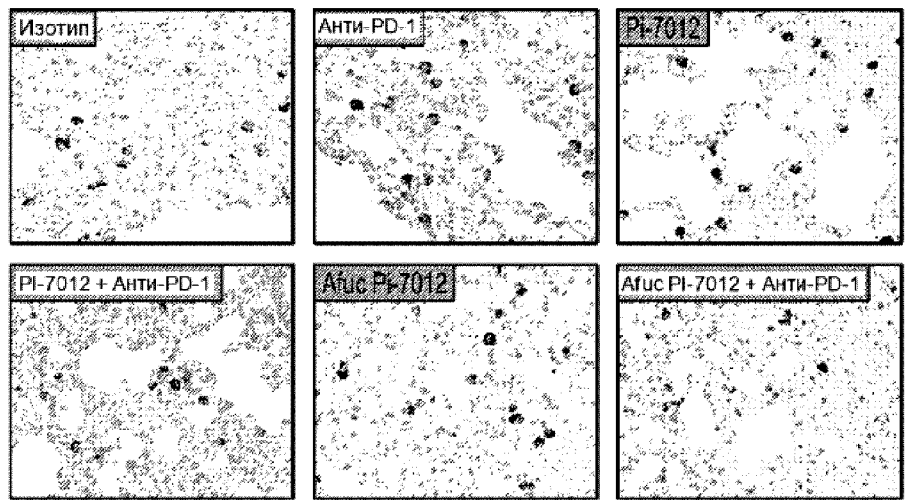 Изотип
Анти-PD-1
Pi-7012
PI-7012 + Анти-PD-1
Afuc Pi-7012
Afuc PI-7012 + Анти-PD-1